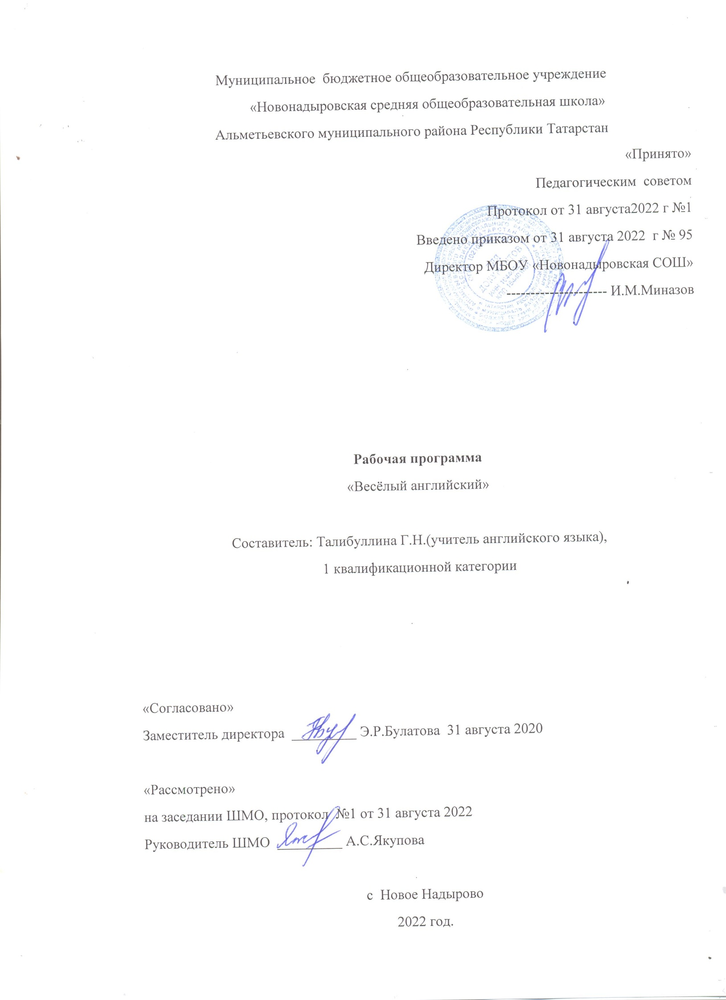 Муниципальное бюджетное общеобразовательное учреждение
«Новонадыровская средняя общеобразовательная школа»
Альметьевского муниципального района Республики Татарстан
«Принято»
Педагогическим советом
Протокол от 31 августа2022 г №1
Введено приказом от 31 августа 2022 г № 95
Директор МБОУ «Новонадыровская СОШ»
--------------------- И.М.Миназов
Рабочая программа
«Весёлый английский»
Составитель: Талибуллина Г.Н.(учитель английского языка),
1 квалификационной категории
«Согласовано»
Заместитель директора _________ Э.Р.Булатова 31 августа 2020
«Рассмотрено»
на заседании ШМО, протокол №1 от 31 августа 2022
Руководитель ШМО _________ А.С.Якупова
с Новое Надырово
2022 год.